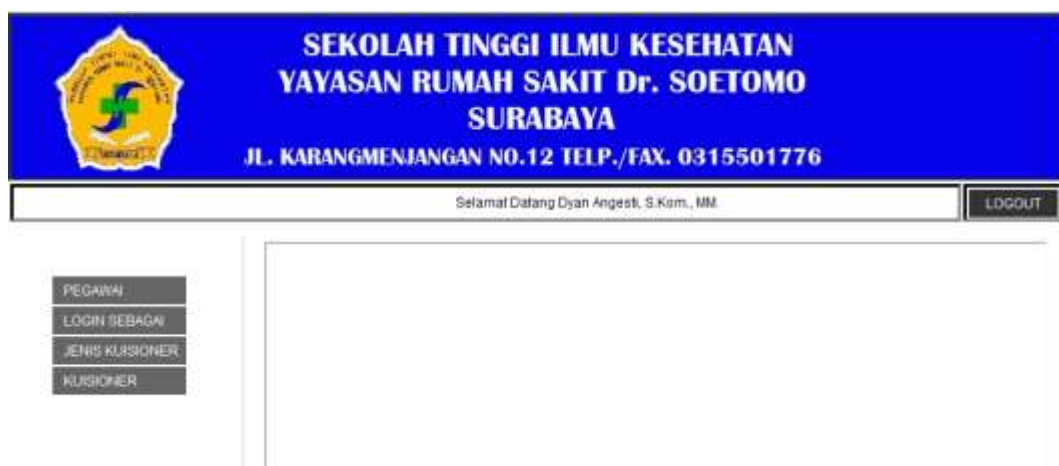 SEKOLAH TINGGI ILMU KESEHATAN
YAYASAN RUMAH SAKIT Dr. SOETOMO
SURABAYA
JL. KARANGMENJANGAN NO.12 TELP./FAX. 0315501776
Selamat Datang Dyan Angesti, S.Kom., MM.
LOGOUT
PEGAWAI
LOGIN SEBAGAI
JENIS KUISIONER
KUISIONER